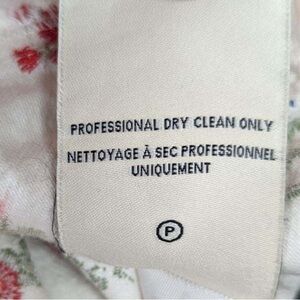 PROFESSIONAL DRY CLEAN ONLY
NETTOYAGE À SEC PROFESSIONNEL
UNIQUEMENT
P